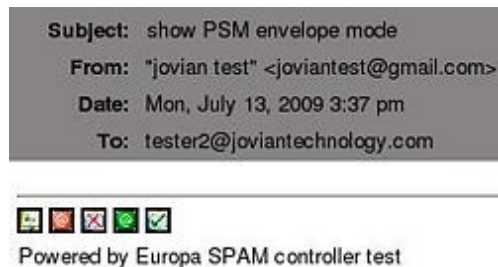 Subject: show PSM envelope mode
From: "jovian test" <joviantest@gmail.com>
Date: Mon, July 13, 2009 3:37 pm
To: tester2@joviantechnology.com
Powered by Europa SPAM controller test